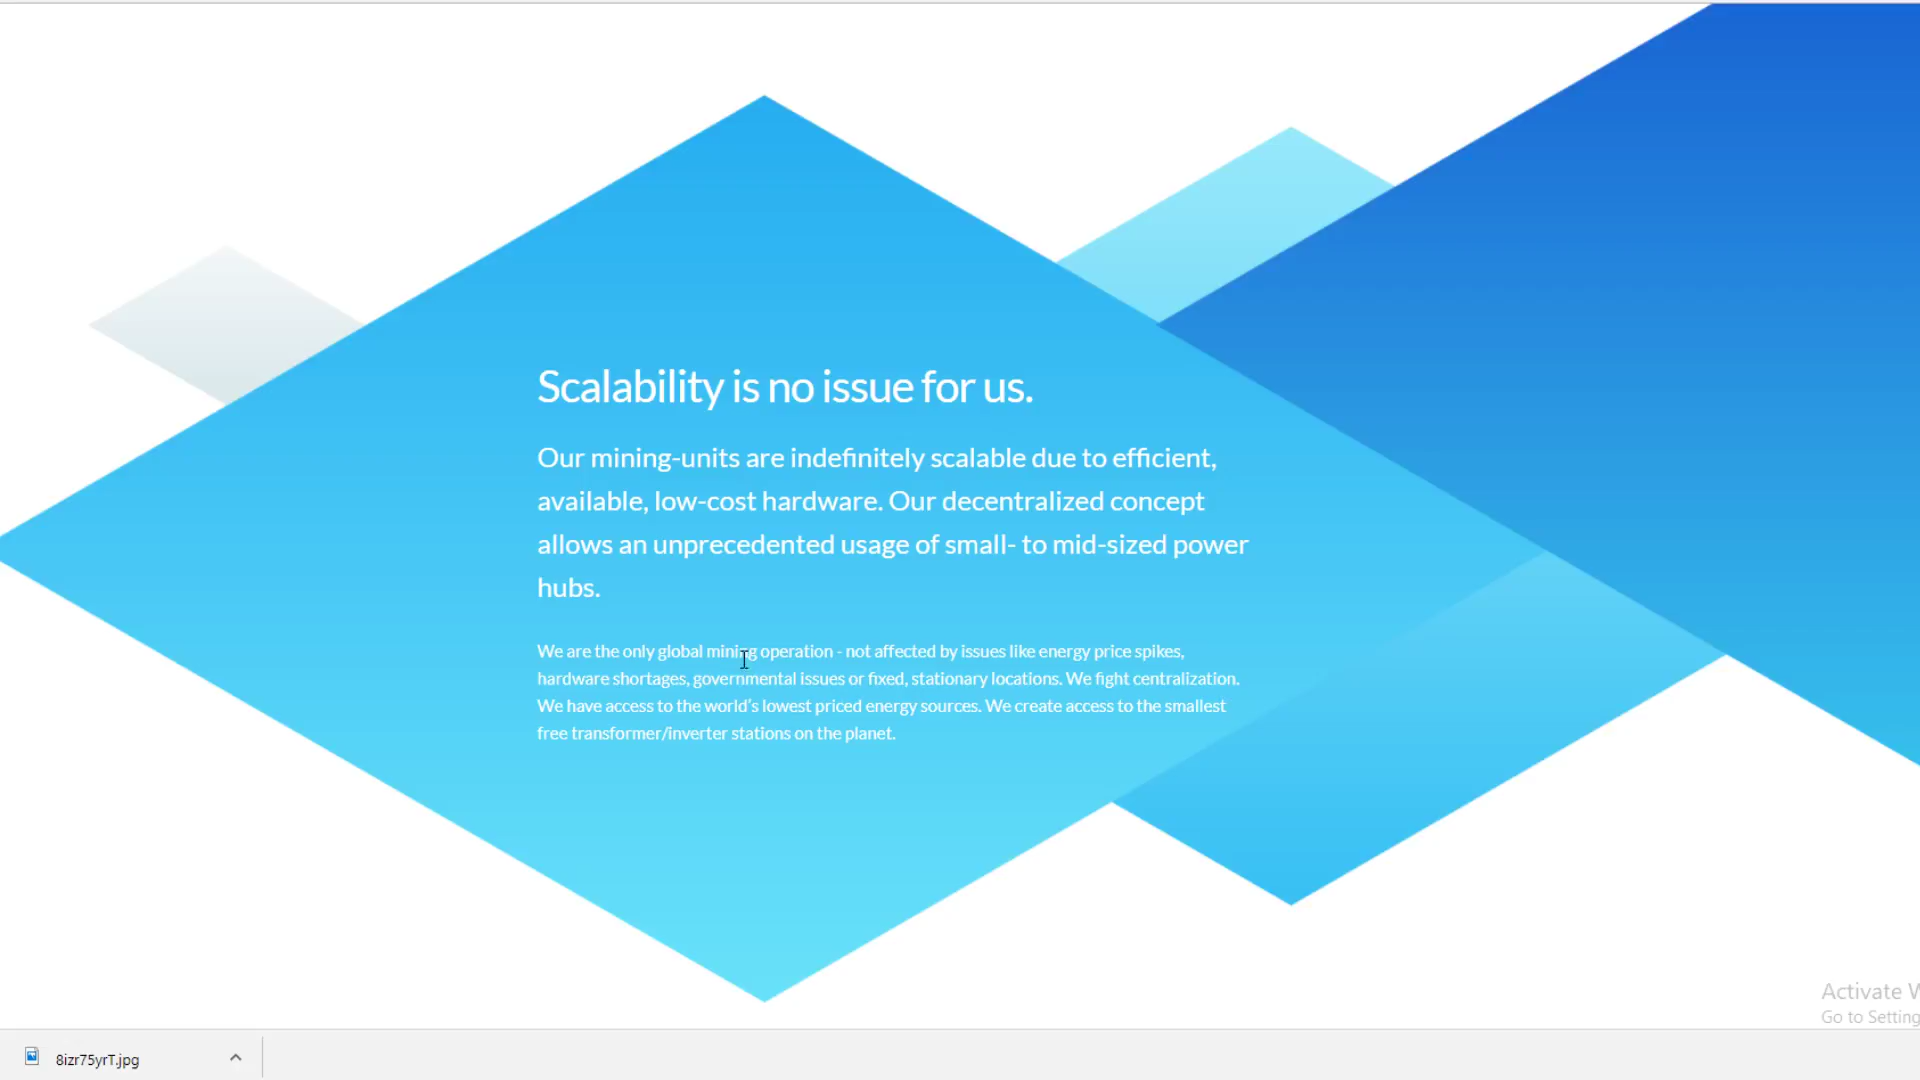 Scalability is no issue for us.
Our mining-units are indefinitely scalable due to efficient,
available, low-cost hardware. Our decentralized concept
allows an unprecedented usage of small- to mid-sized power
hubs.
We are the only global mining operation - not affected by issues like energy price spikes,
hardware shortages, governmental issues or fixed, stationary locations. We fight centralization.
We have access to the world's lowest priced energy sources. We create access to the smallest
free transformer/inverter stations on the planet.
Activate
Go to Setting
8izr75yrT.jpg